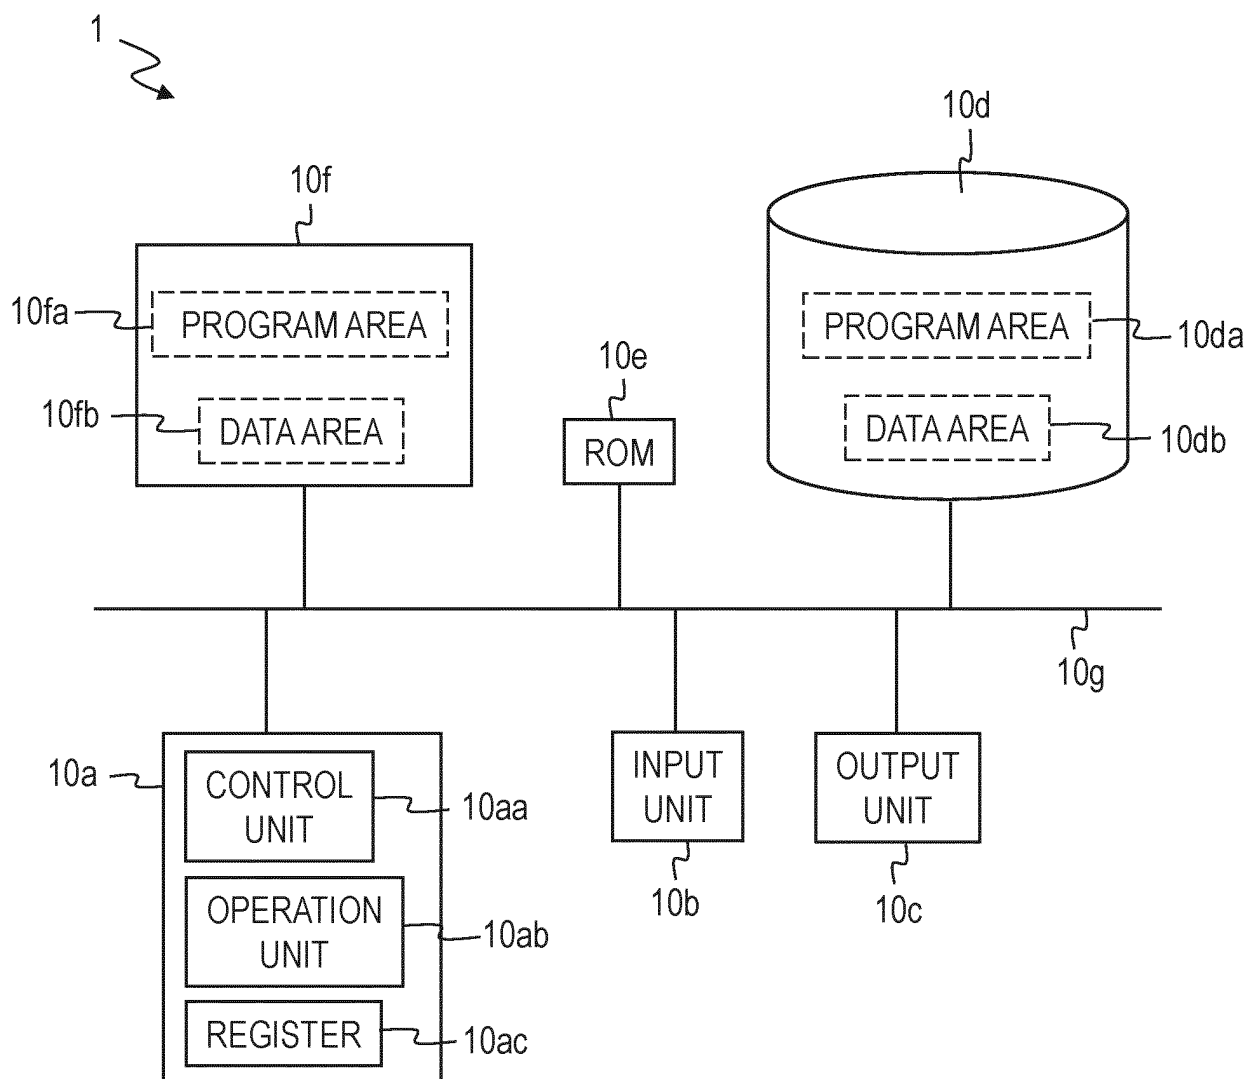 1
10d
10f
10fa
PROGRAM AREA
PROGRAM AREA
10da
10e
10fb
DATA AREA
ROM
DATA AREA
10db
10g
10a
CONTROL
UNIT
10aa
INPUT
UNIT
OUTPUT
UNIT
10b
10c
OPERATION
UNIT
10ab
REGISTER
10ac